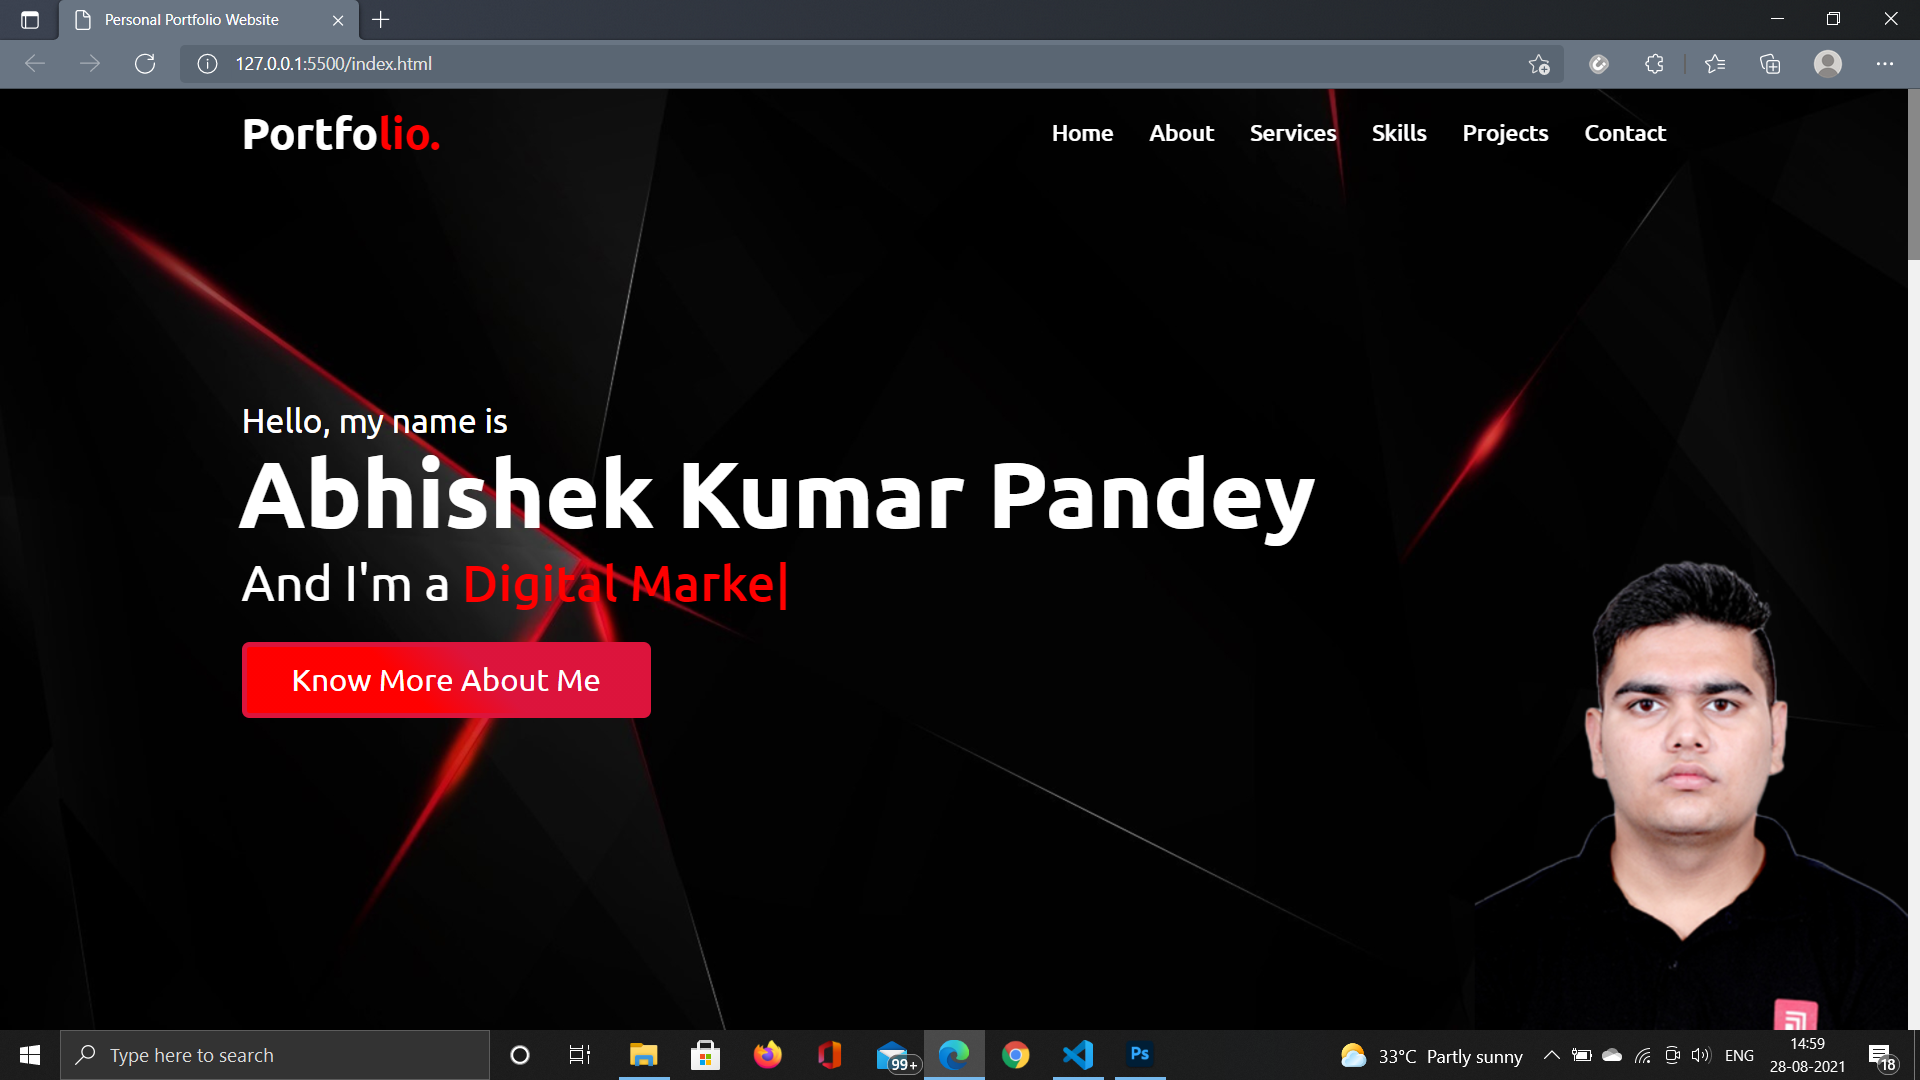 Personal Portfolio Website
127.0.0.1:5500/index.html
Portfolio.
Home About Services Skills Projects Contact
Hello, my name is
Abhishek Kumar Pandey
And I'm a Digital Marke|
Know More About Me
Type here to search
99+
Ps
33°C Partly sunny
ENG
14:59
28-08-2021
18